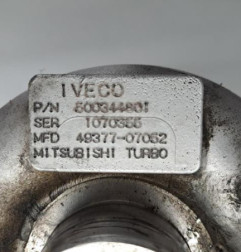 IVECO
P/N 500344801
SER 1070355
MFD 49377-07052
MITSUBISHI TURBO